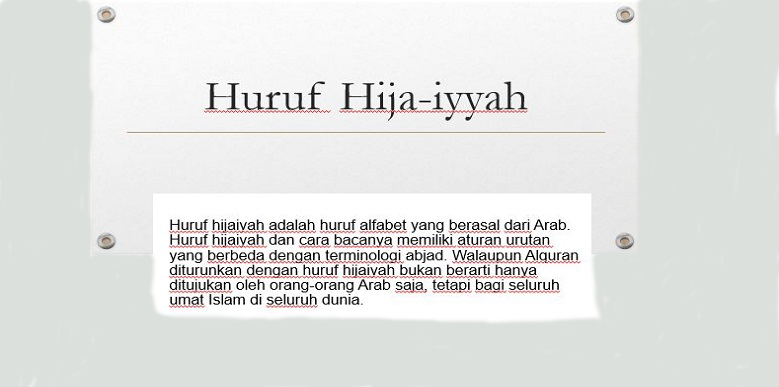 Huruf Hija-iyyah
Huruf hijaiyah adalah huruf alfabet yang berasal dari Arab.
Huruf hijaiyah dan cara bacanya memiliki aturan urutan
yang berbeda dengan terminologi abjad. Walaupun Alquran
diturunkan dengan huruf hijaiyah bukan berarti hanya
ditujukan oleh orang-orang Arab saja, tetapi bagi seluruh
umat Islam di seluruh dunia.